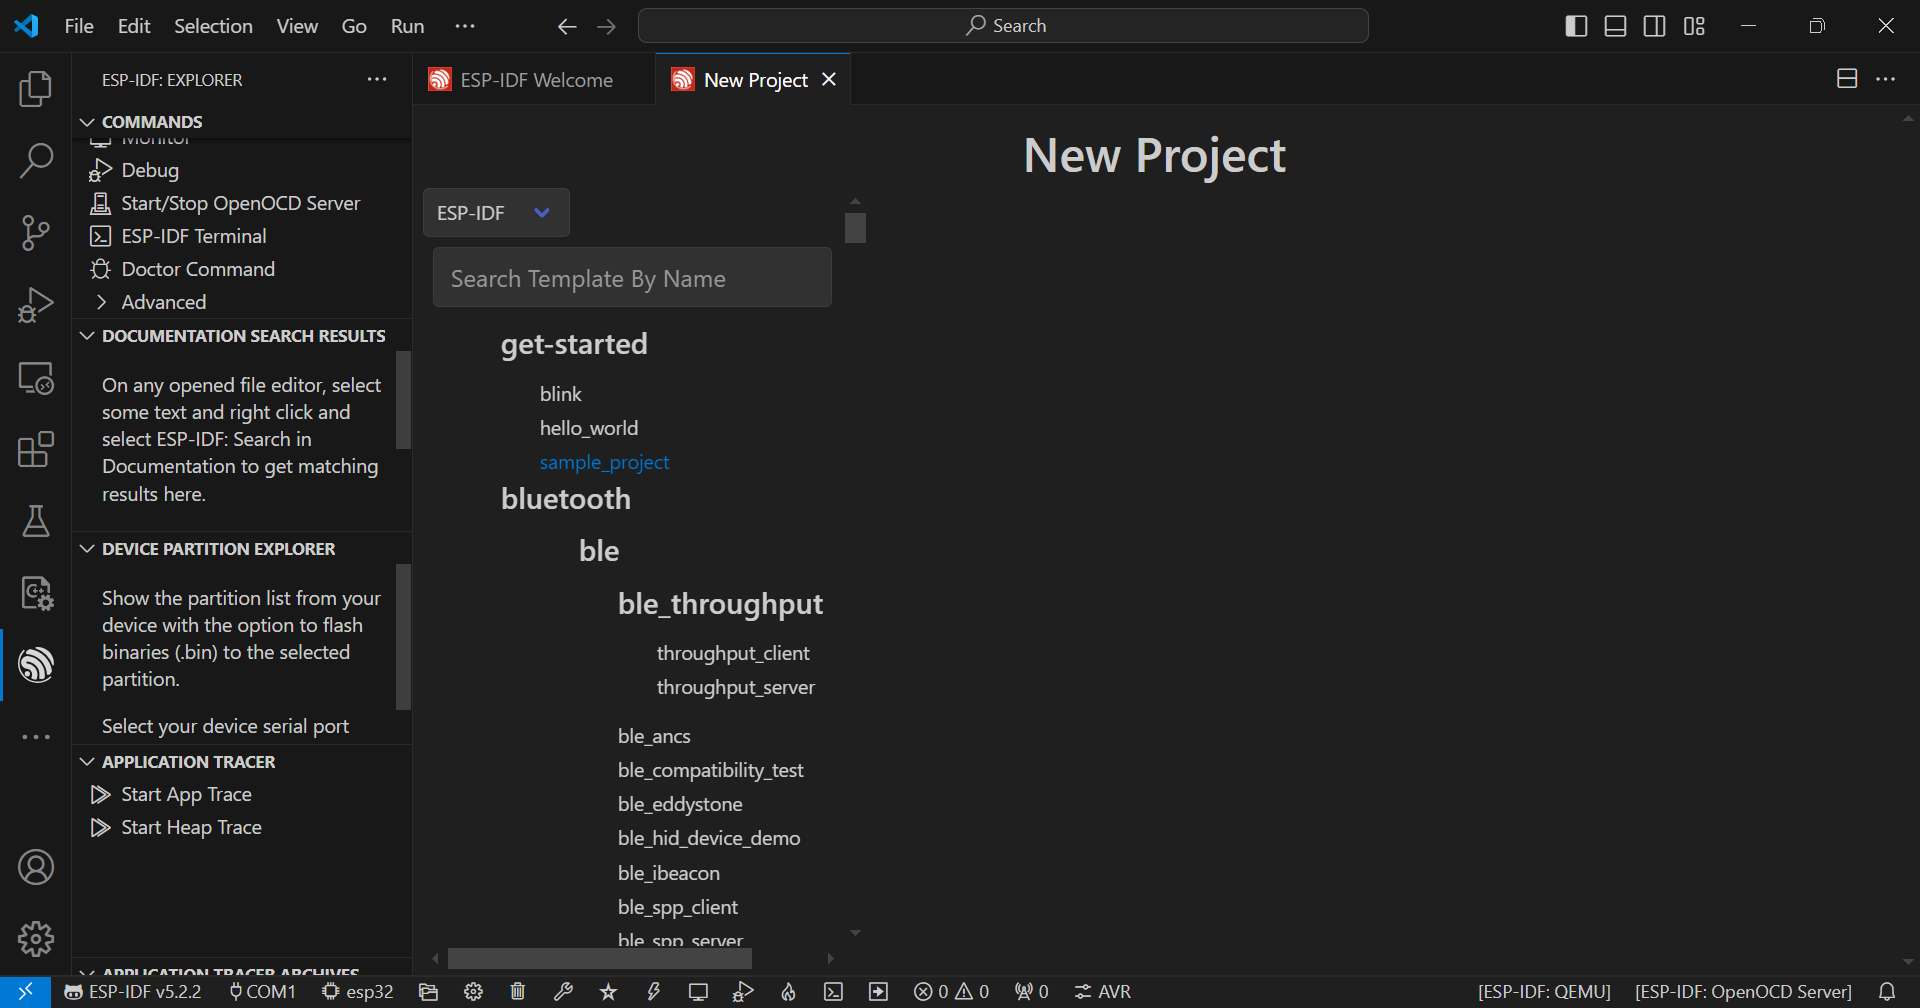 File Edit Selection View Go Run ··· Search
ESP-IDF: EXPLORER ···
ESP-IDF Welcome
New Project
COMMANDS
Monitor
Debug
Start/Stop OpenOCD Server
ESP-IDF Terminal
Doctor Command
Advanced
DOCUMENTATION SEARCH RESULTS
On any opened file editor, select
some text and right click and
select ESP-IDF: Search in
Documentation to get matching
results here.
DEVICE PARTITION EXPLORER
Show the partition list from your
device with the option to flash
binaries (.bin) to the selected
partition.
Select your device serial port
APPLICATION TRACER
Start App Trace
Start Heap Trace
APPLICATION TRACER ARCHIVES
New Project
ESP-IDF
Search Template By Name
get-started
blink
hello_world
sample_project
bluetooth
ble
ble_throughput
throughput_client
throughput_server
ble_ancs
ble_compatibility_test
ble_eddystone
ble_hid_device_demo
ble_ibeacon
ble_spp_client
ble_spp_server
ESP-IDF v5.2.2 COM1 esp32 0 0 0 AVR [ESP-IDF: QEMU] [ESP-IDF: OpenOCD Server]